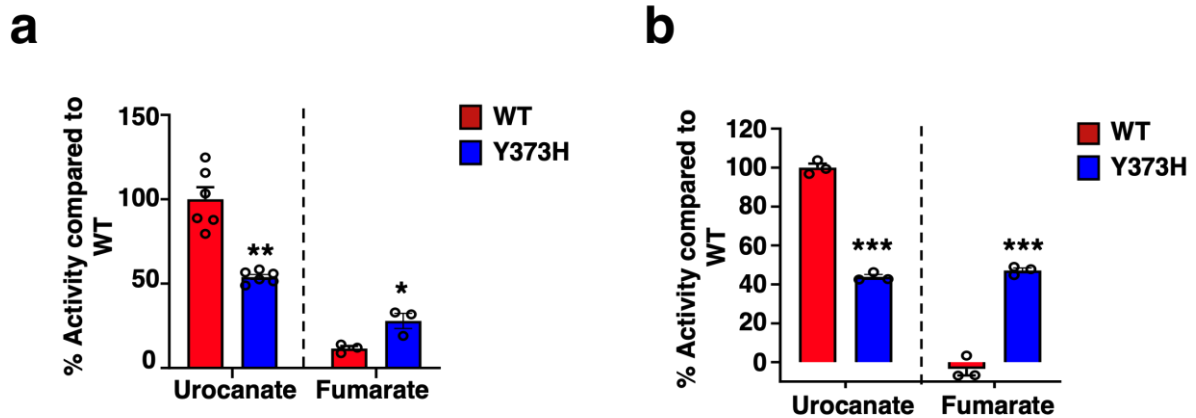 a
% Activity compared to
WT
150
100
50
0
**
*
Urocanate
Fumarate
WT
Y373H
b
% Activity compared to
WT
120
100
80
60
40
20
0
***
***
Urocanate
Fumarate
WT
Y373H